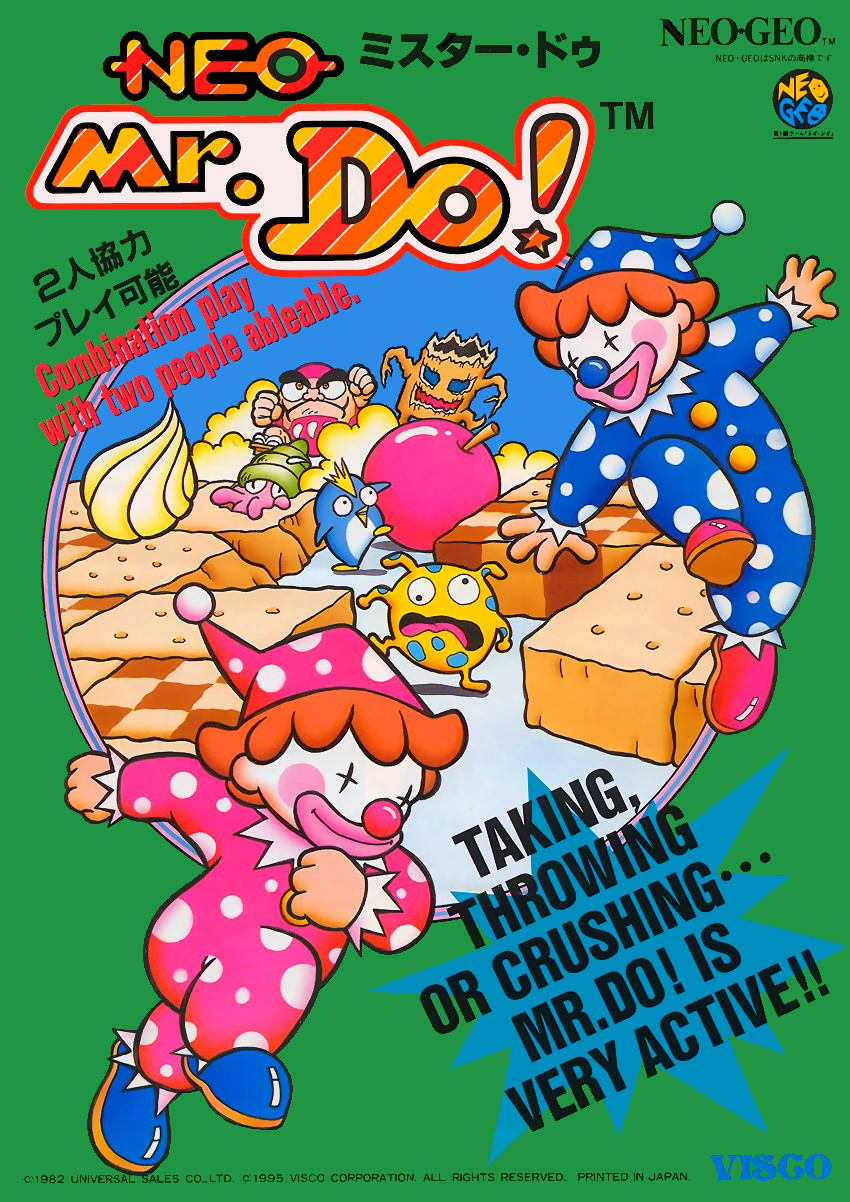 NEO ミスター・ドゥ
Mr. Do! TM
NEO・GEO TM
NEO・GEOはSNKの商標です
NEO
GEO
2人協力
プレイ可能
Combination play
with two people ableable.
TAKING,
THROWING
OR CRUSHING…
MR.DO! IS
VERY ACTIVE!!
VISCO
©1982 UNIVERSAL SALES CO.,LTD. ©1995 VISCO CORPORATION. ALL RIGHTS RESERVED. PRINTED IN JAPAN.